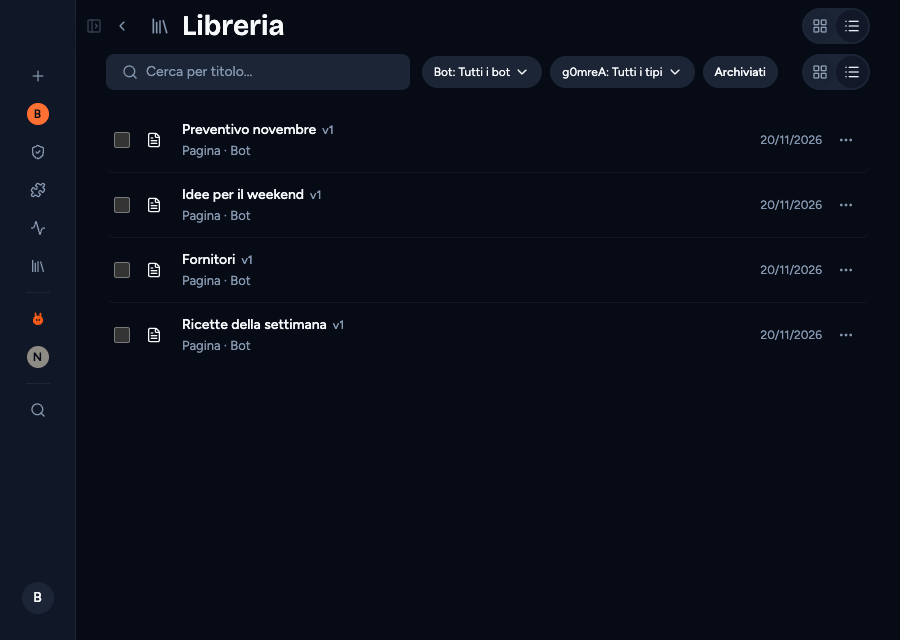 Libreria
B
Cerca per titolo...
Bot: Tutti i bot
g0mreA: Tutti i tipi
Archiviati
Preventivo novembre v1
Pagina · Bot
20/11/2026
Idee per il weekend v1
Pagina · Bot
20/11/2026
Fornitori v1
Pagina · Bot
20/11/2026
Ricette della settimana v1
Pagina · Bot
20/11/2026
N
B